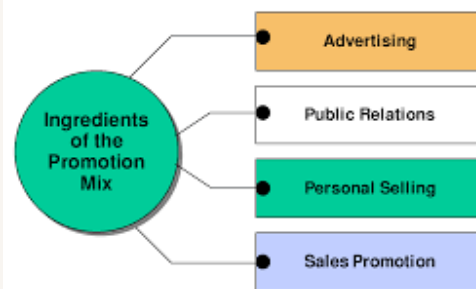 Ingredients
of the
Promotion
Mix
Advertising
Public Relations
Personal Selling
Sales Promotion